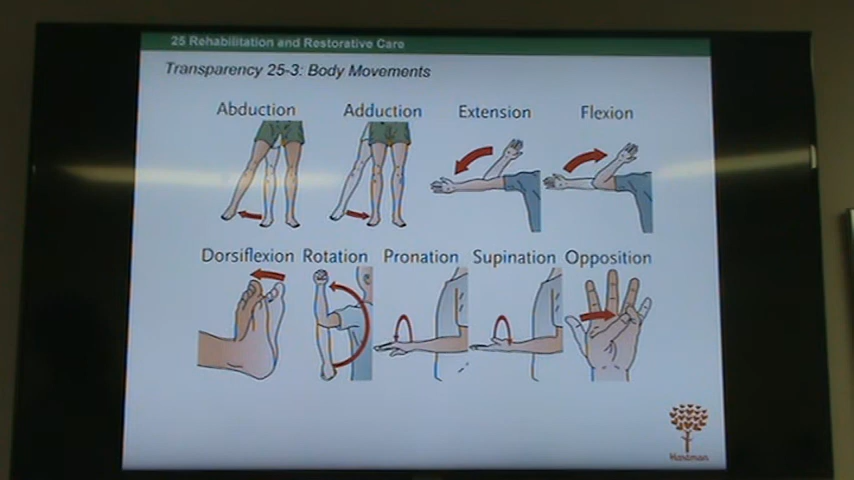 25 Rehabilitation and Restorative Care
Transparency 25-3: Body Movements
Abduction Adduction Extension Flexion
Dorsiflexion Rotation Pronation Supination Opposition
Hartman